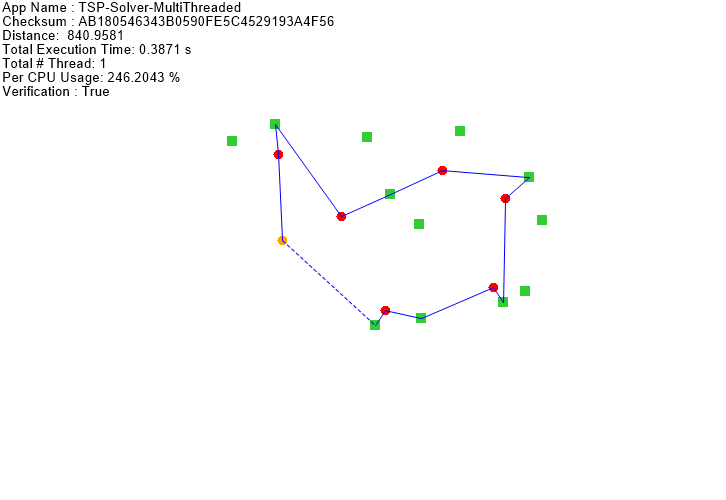 App Name : TSP-Solver-MultiThreaded
Checksum : AB180546343B0590FE5C4529193A4F56
Distance:  840.9581
Total Execution Time: 0.3871 s
Total # Thread: 1
Per CPU Usage: 246.2043 %
Verification : True